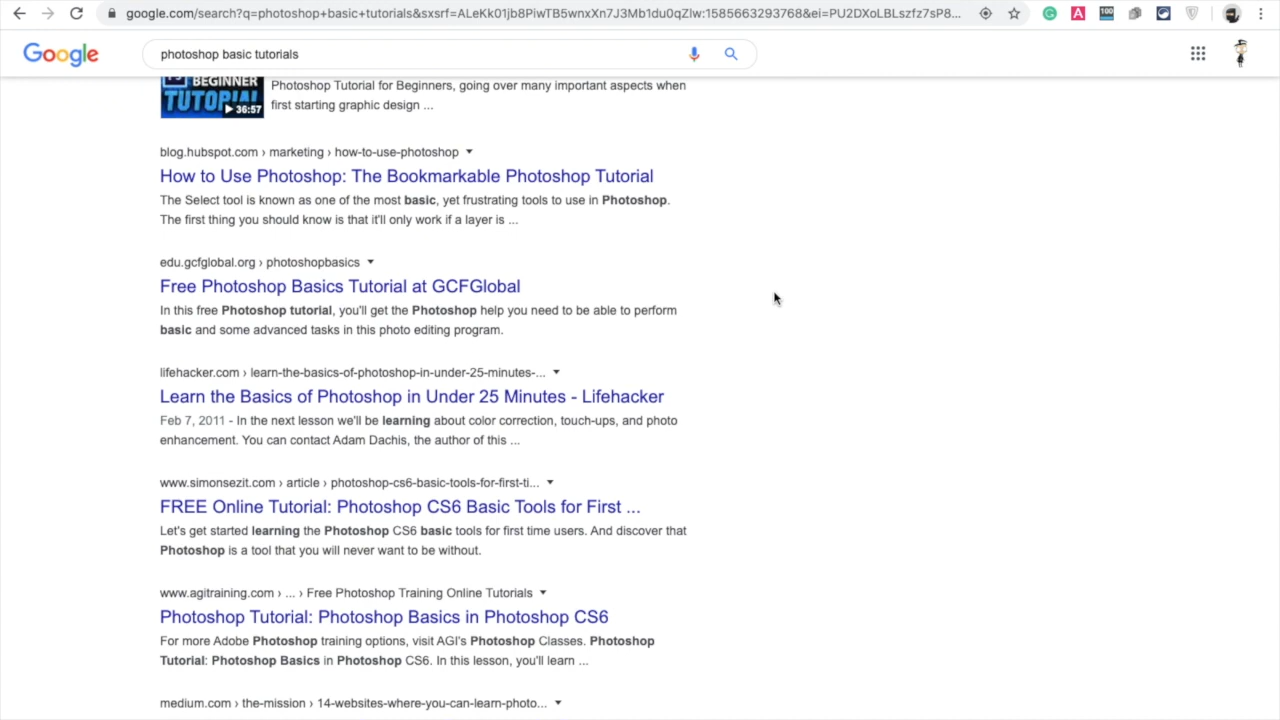 google.com/search?q=photoshop+basic+tutorials&sxsrf=ALeKk01jb8PiwTB5wnxXn7J3Mb1du0qZlw:1585663293768&ei=PU2DXoLBLszfz7sP8...
Google
photoshop basic tutorials
BEGINNER
TUTORIAL
36:57
Photoshop Tutorial for Beginners, going over many important aspects when
first starting graphic design ...
blog.hubspot.com › marketing › how-to-use-photoshop
How to Use Photoshop: The Bookmarkable Photoshop Tutorial
The Select tool is known as one of the most basic, yet frustrating tools to use in Photoshop.
The first thing you should know is that it'll only work if a layer is ...
edu.gcfglobal.org › photoshopbasics
Free Photoshop Basics Tutorial at GCFGlobal
In this free Photoshop tutorial, you'll get the Photoshop help you need to be able to perform
basic and some advanced tasks in this photo editing program.
lifehacker.com › learn-the-basics-of-photoshop-in-under-25-minutes-...
Learn the Basics of Photoshop in Under 25 Minutes - Lifehacker
Feb 7, 2011 - In the next lesson we'll be learning about color correction, touch-ups, and photo
enhancement. You can contact Adam Dachis, the author of this ...
www.simonsezit.com › article › photoshop-cs6-basic-tools-for-first-ti...
FREE Online Tutorial: Photoshop CS6 Basic Tools for First ...
Let's get started learning the Photoshop CS6 basic tools for first time users. And discover that
Photoshop is a tool that you will never want to be without.
www.agitraining.com › ... › Free Photoshop Training Online Tutorials
Photoshop Tutorial: Photoshop Basics in Photoshop CS6
For more Adobe Photoshop training options, visit AGI's Photoshop Classes. Photoshop
Tutorial: Photoshop Basics in Photoshop CS6. In this lesson, you'll learn ...
medium.com › the-mission › 14-websites-where-you-can-learn-photo...